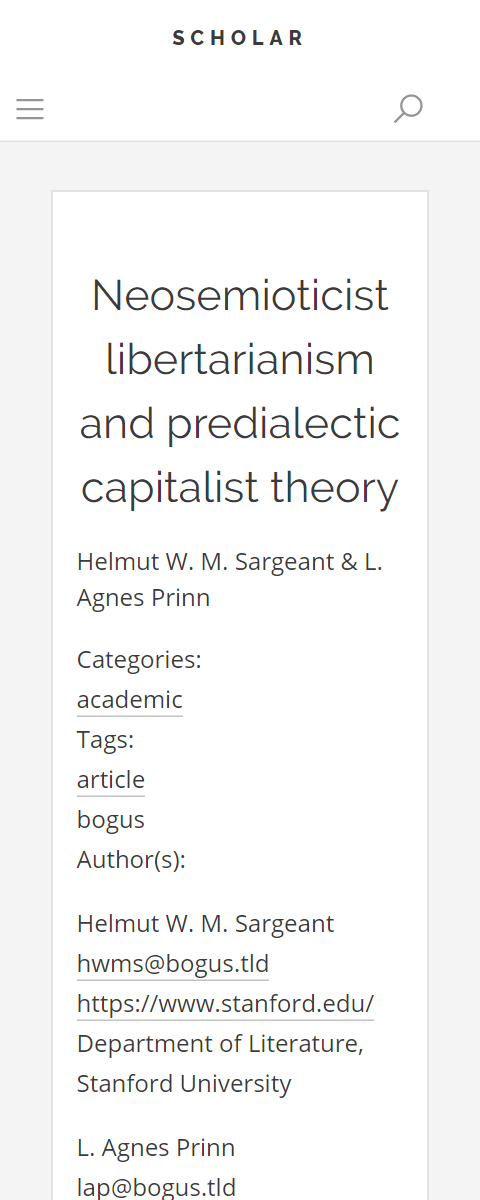 SCHOLAR
Neosemioticist
libertarianism
and predialectic
capitalist theory
Helmut W. M. Sargeant & L.
Agnes Prinn
Categories:
academic
Tags:
article
bogus
Author(s):
Helmut W. M. Sargeant
hwms@bogus.tld
https://www.stanford.edu/
Department of Literature,
Stanford University
L. Agnes Prinn
lap@bogus.tld